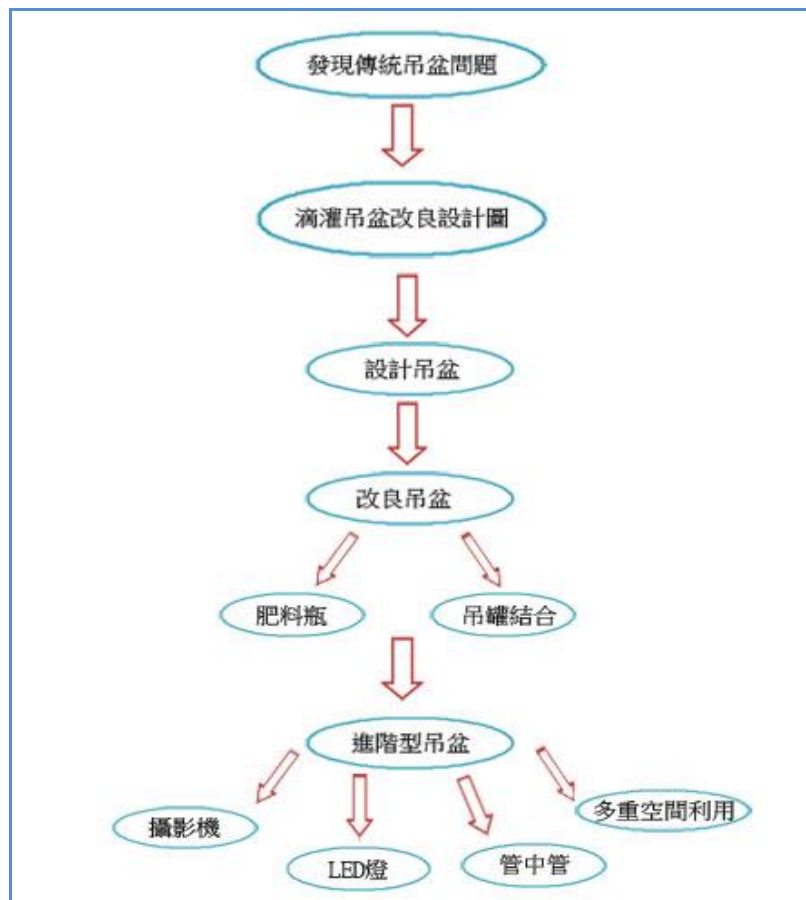 發現傳統吊盆問題
滴灌吊盆改良設計圖
設計吊盆
改良吊盆
肥料瓶
吊罐結合
進階型吊盆
攝影機
LED燈
管中管
多重空間利用